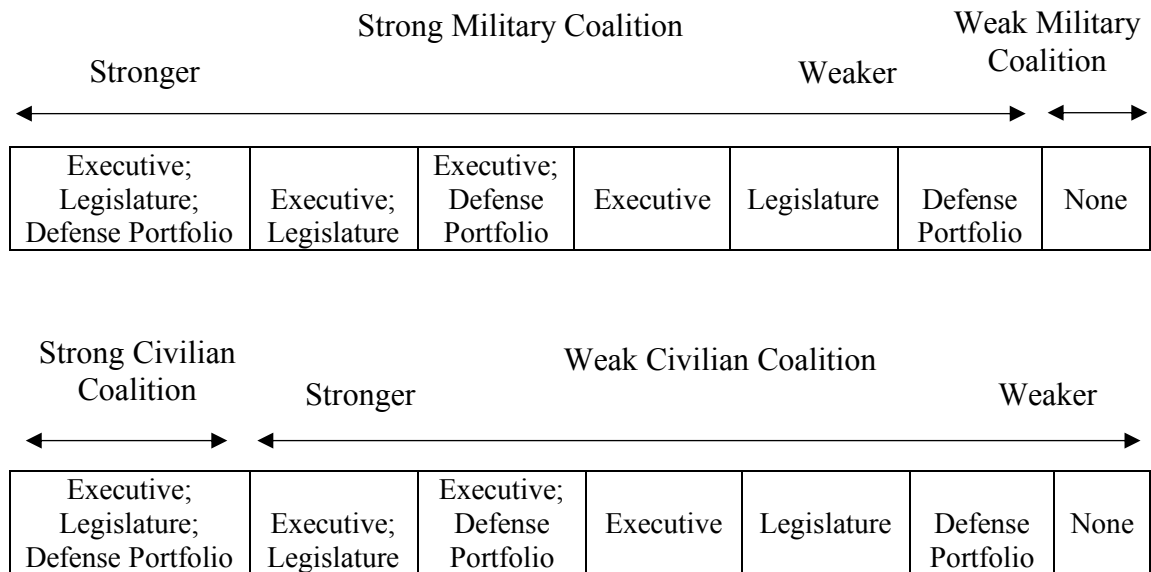 Strong Military Coalition
Weak Military
Coalition
Stronger
Weaker
Executive;
Legislature;
Defense Portfolio
Executive;
Legislature
Executive;
Defense
Portfolio
Executive
Legislature
Defense
Portfolio
None
Strong Civilian
Coalition
Weak Civilian Coalition
Stronger
Weaker
Executive;
Legislature;
Defense Portfolio
Executive;
Legislature
Executive;
Defense
Portfolio
Executive
Legislature
Defense
Portfolio
None